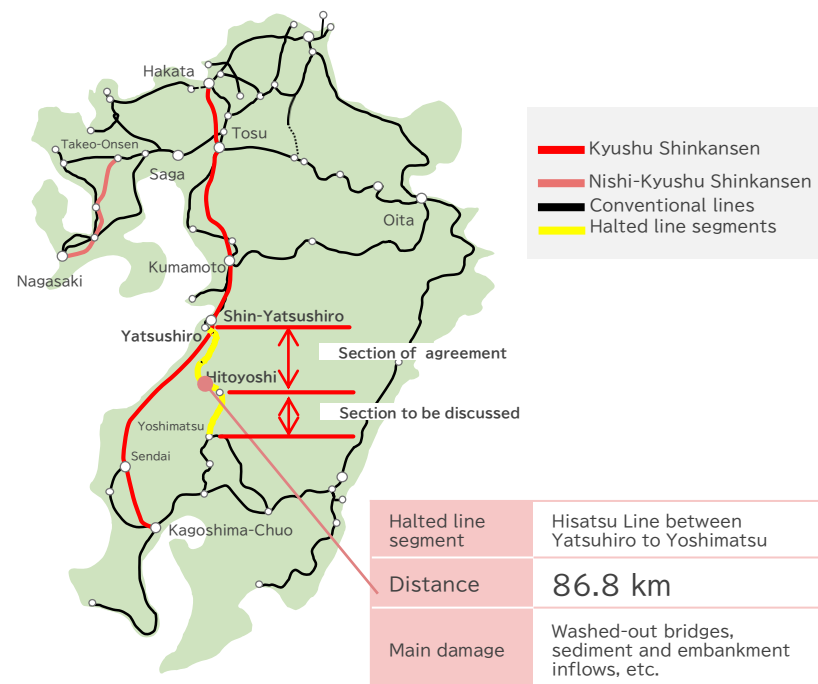 Hakata
Takeo-Onsen
Tosu
Saga
Oita
Nagasaki
Kumamoto
Shin-Yatsushiro
Yatsushiro
Section of agreement
Hitoyoshi
Section to be discussed
Yoshimatsu
Sendai
Kagoshima-Chuo
Kyushu Shinkansen
Nishi-Kyushu Shinkansen
Conventional lines
Halted line segments
Halted line
segment
Hisatsu Line between
Yatsuhiro to Yoshimatsu
Distance
86.8 km
Main damage
Washed-out bridges,
sediment and embankment
inflows, etc.